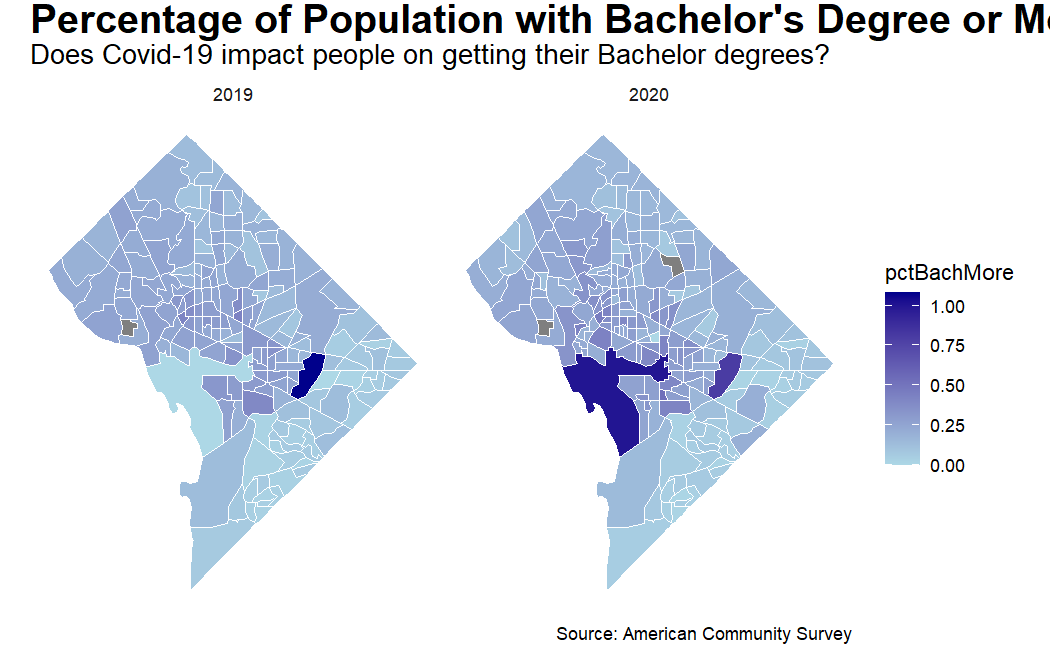 Percentage of Population with Bachelor's Degree or Mo
Does Covid-19 impact people on getting their Bachelor degrees?
2019
2020
pctBachMore
1.00
0.75
0.50
0.25
0.00
Source: American Community Survey